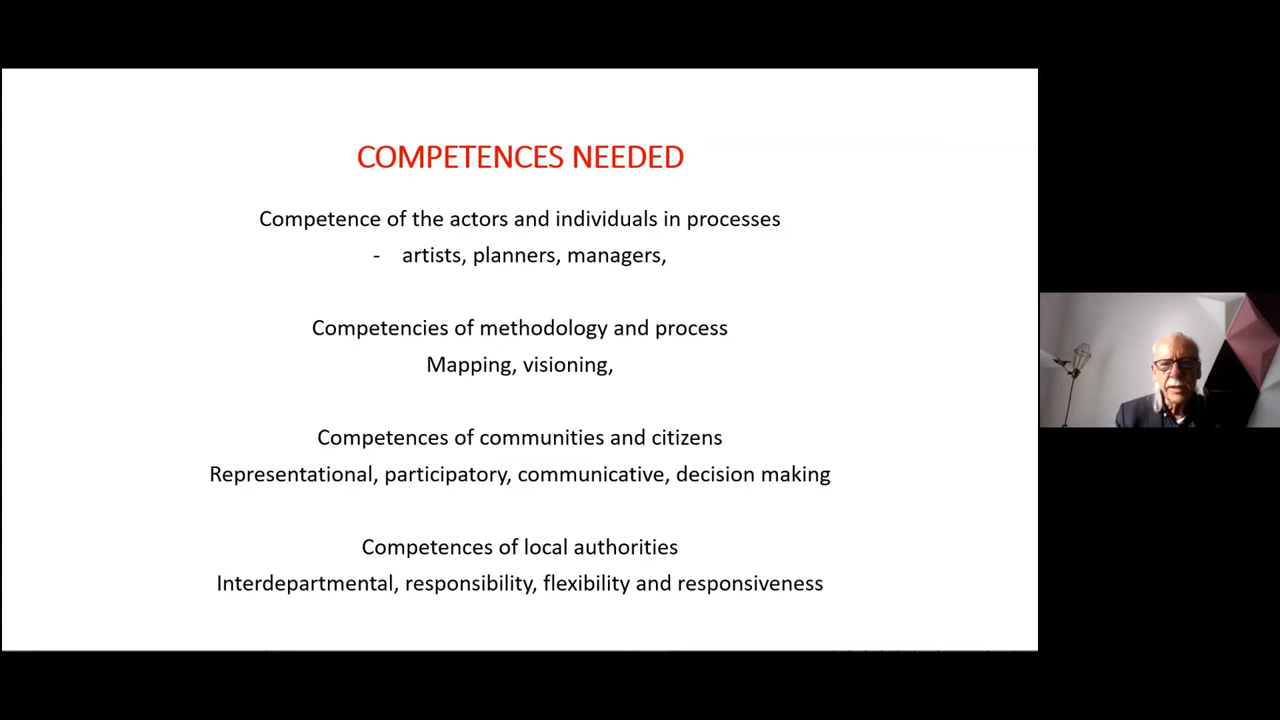 COMPETENCES NEEDED
Competence of the actors and individuals in processes
- artists, planners, managers,
Competencies of methodology and process
Mapping, visioning,
Competences of communities and citizens
Representational, participatory, communicative, decision making
Competences of local authorities
Interdepartmental, responsibility, flexibility and responsiveness